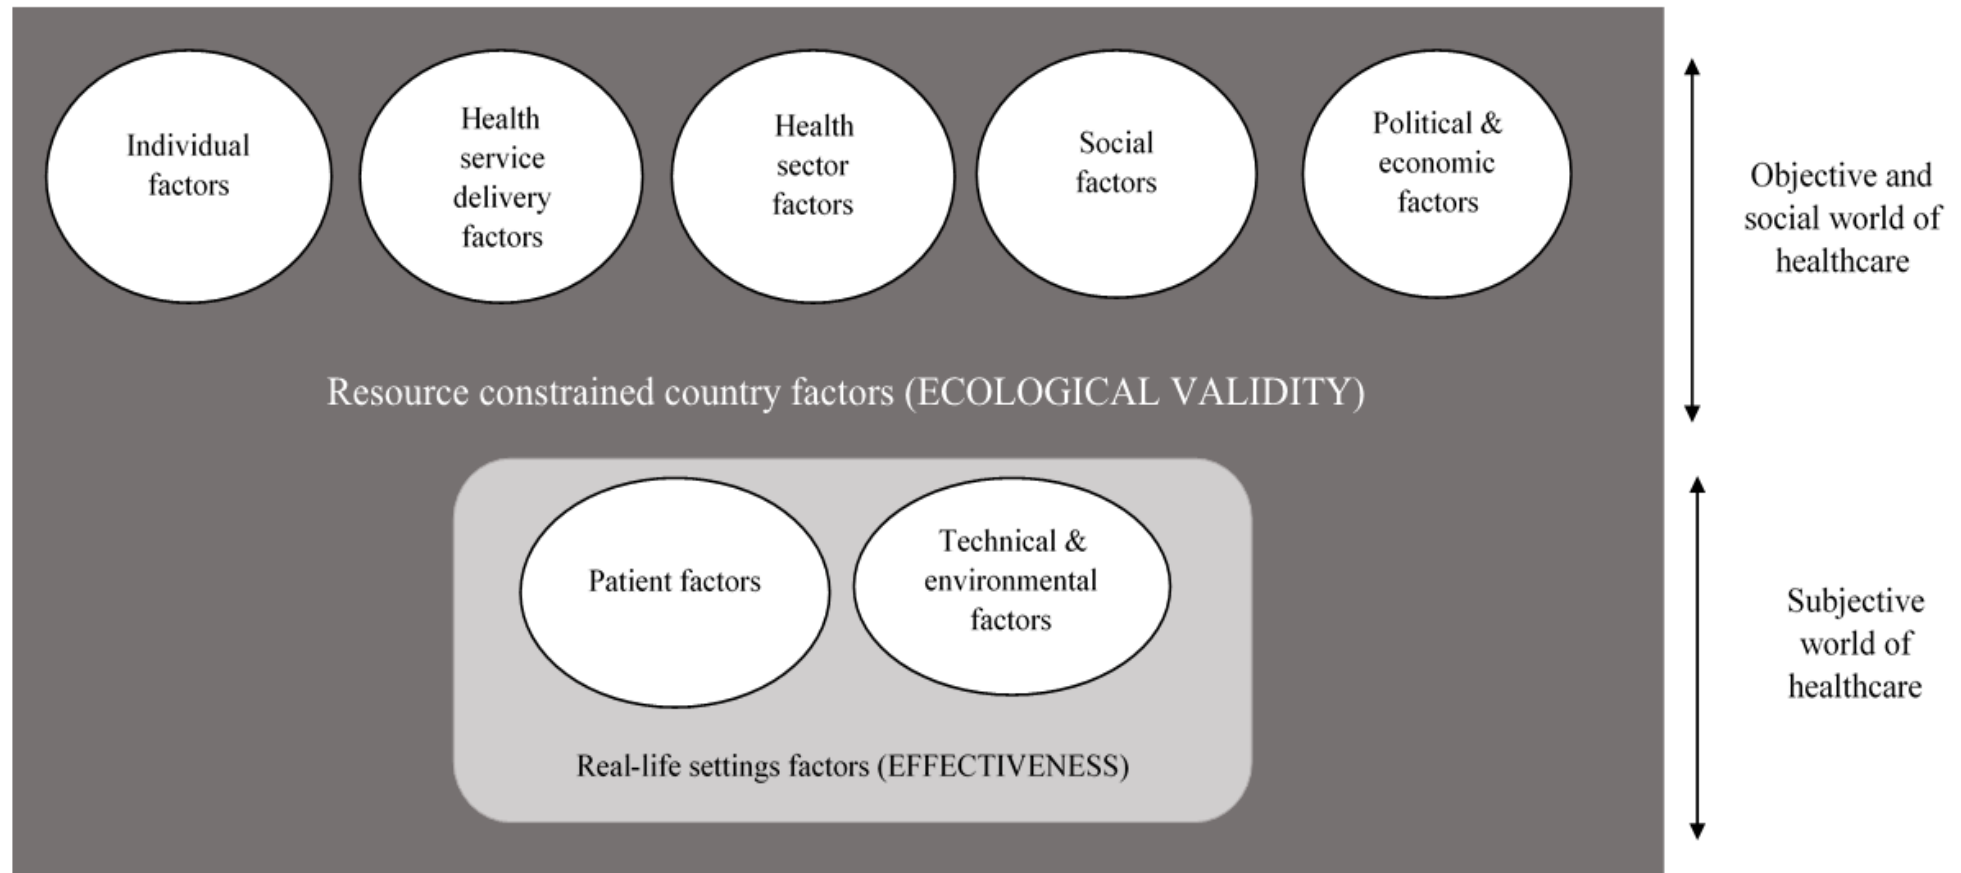 Individual
factors
Health
service
delivery
factors
Health
sector
factors
Social
factors
Political &
economic
factors
Objective and
social world of
healthcare
Resource constrained country factors (ECOLOGICAL VALIDITY)
Patient factors
Technical &
environmental
factors
Real-life settings factors (EFFECTIVENESS)
Subjective
world of
healthcare